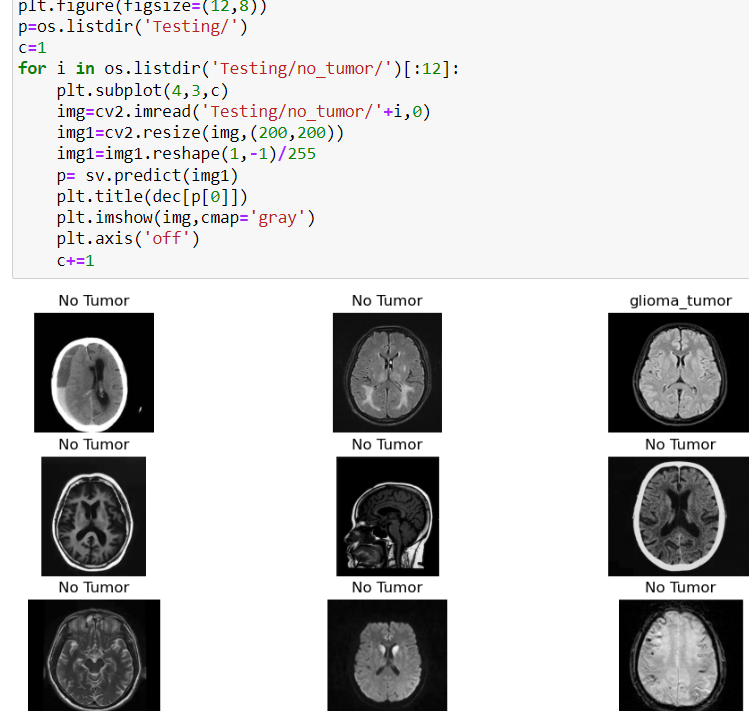 plt.figure(figsize=(12,8))
p=os.listdir('Testing/')
c=1
for i in os.listdir('Testing/no_tumor/')[:12]:
    plt.subplot(4,3,c)
    img=cv2.imread('Testing/no_tumor/'+i,0)
    img1=cv2.resize(img,(200,200))
    img1=img1.reshape(1,-1)/255
    p= sv.predict(img1)
    plt.title(dec[p[0]])
    plt.imshow(img,cmap='gray')
    plt.axis('off')
    c+=1
No Tumor No Tumor glioma_tumor
No Tumor No Tumor No Tumor
No Tumor No Tumor No Tumor